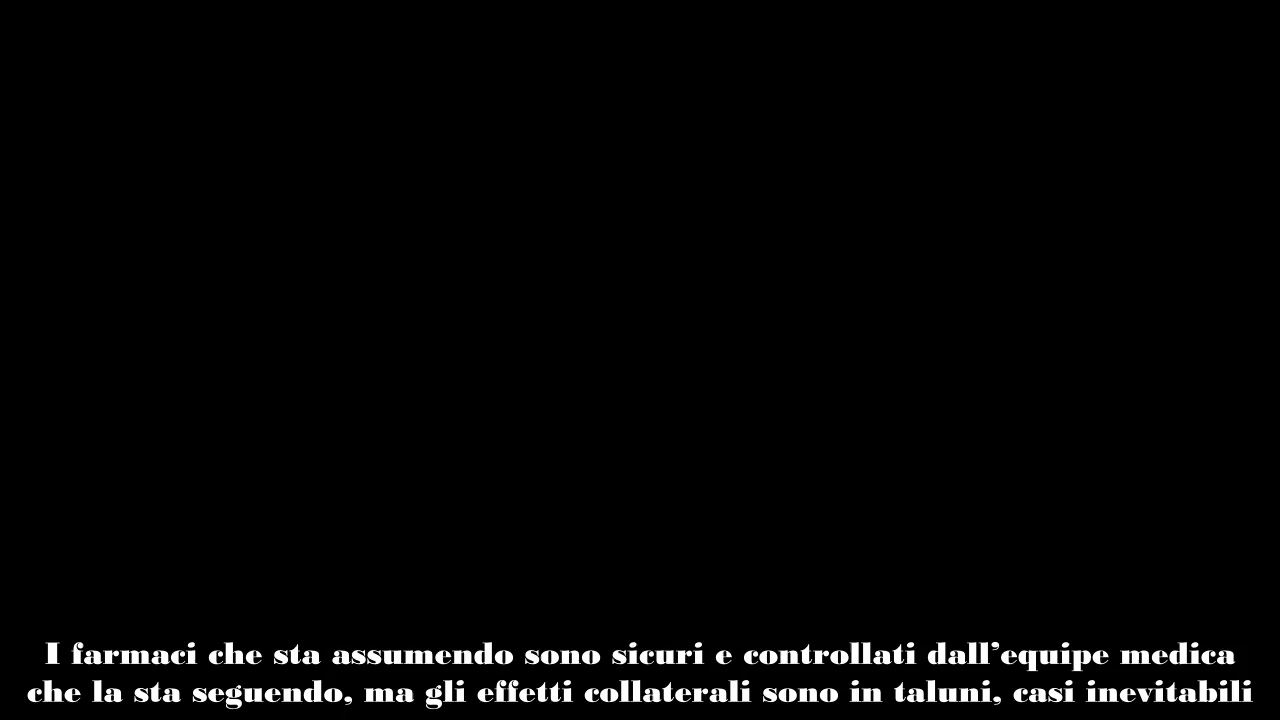 I farmaci che sta assumendo sono sicuri e controllati dall’equipe medica
che la sta seguendo, ma gli effetti collaterali sono in taluni, casi inevitabili